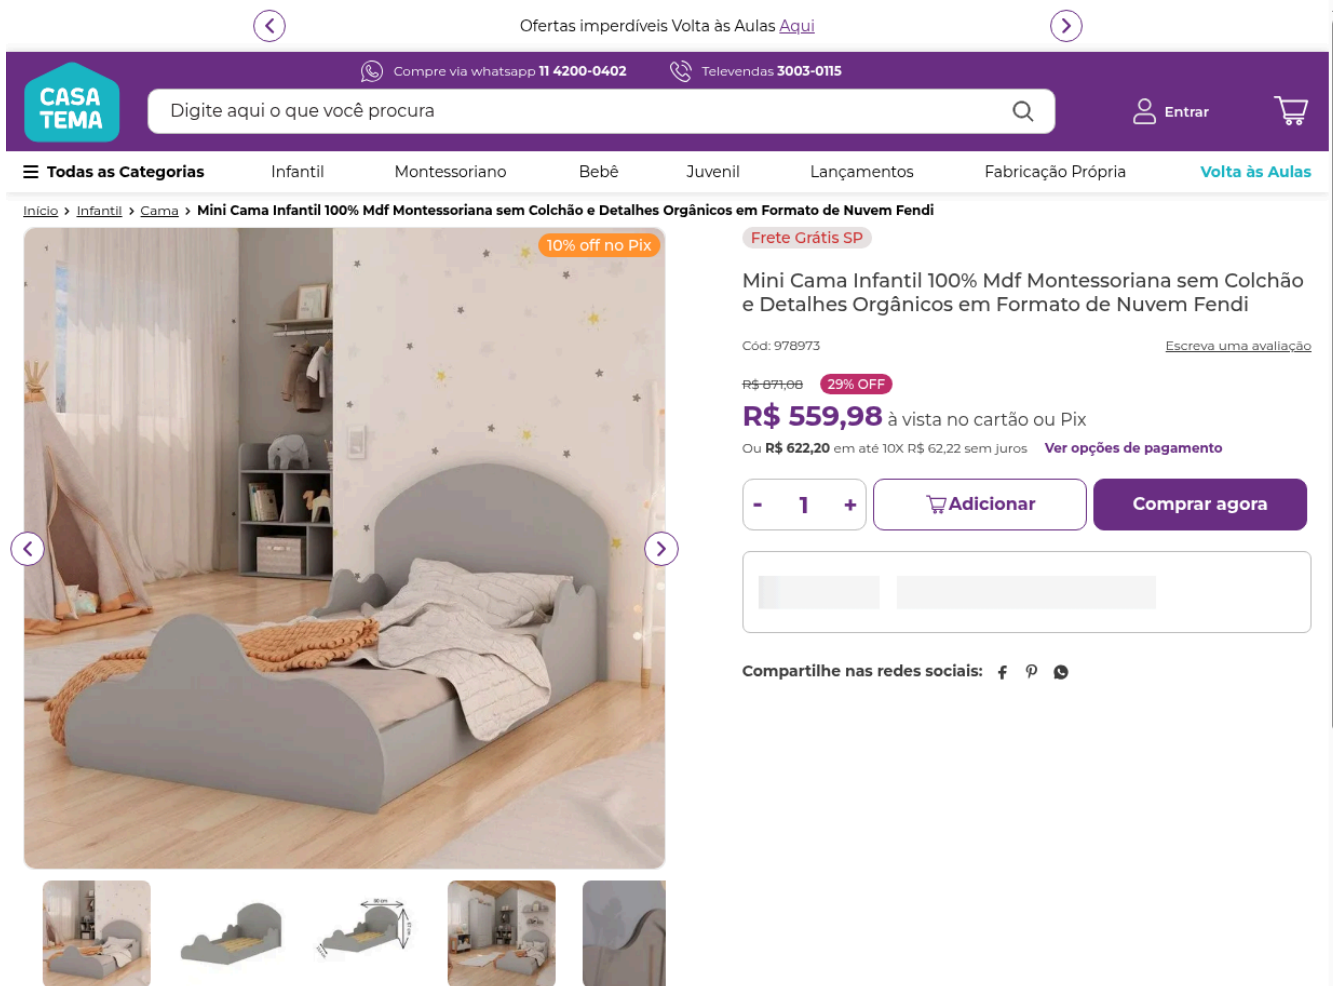 Ofertas imperdíveis Volta às Aulas Aqui
Compre via whatsapp 11 4200-0402
Televendas 3003-0115
CASA
TEMA
Digite aqui o que você procura
Entrar
Todas as Categorias
Infantil
Montessoriano
Bebê
Juvenil
Lançamentos
Fabricação Própria
Volta às Aulas
Início > Infantil > Cama > Mini Cama Infantil 100% Mdf Montessoriana sem Colchão e Detalhes Orgânicos em Formato de Nuvem Fendi
10% off no Pix
Frete Grátis SP
Mini Cama Infantil 100% Mdf Montessoriana sem Colchão
e Detalhes Orgânicos em Formato de Nuvem Fendi
Cód: 978973
Escreva uma avaliação
R$ 871,08
29% OFF
R$ 559,98 à vista no cartão ou Pix
Ou R$ 622,20 em até 10X R$ 62,22 sem juros
Ver opções de pagamento
- 1 +
Adicionar
Comprar agora
Compartilhe nas redes sociais: